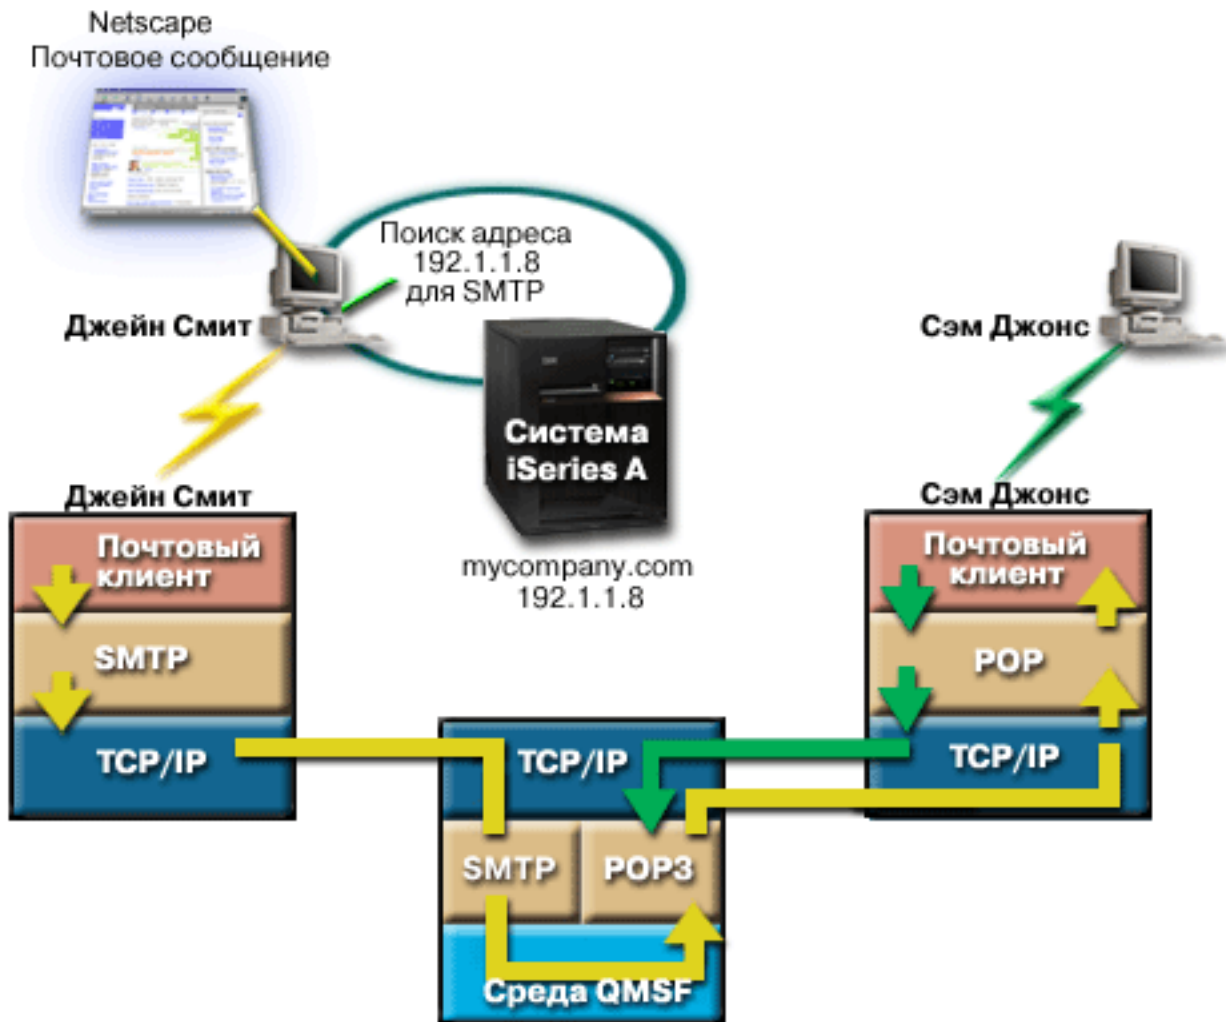 Netscape
Почтовое сообщение
Поиск адреса
192.1.1.8
для SMTP
Джейн Смит
Сэм Джонс
Система
iSeries A
mycompany.com
192.1.1.8
Джейн Смит
Почтовый
клиент
SMTP
TCP/IP
Сэм Джонс
Почтовый
клиент
POP
TCP/IP
TCP/IP
SMTP
POP3
Среда QMSF